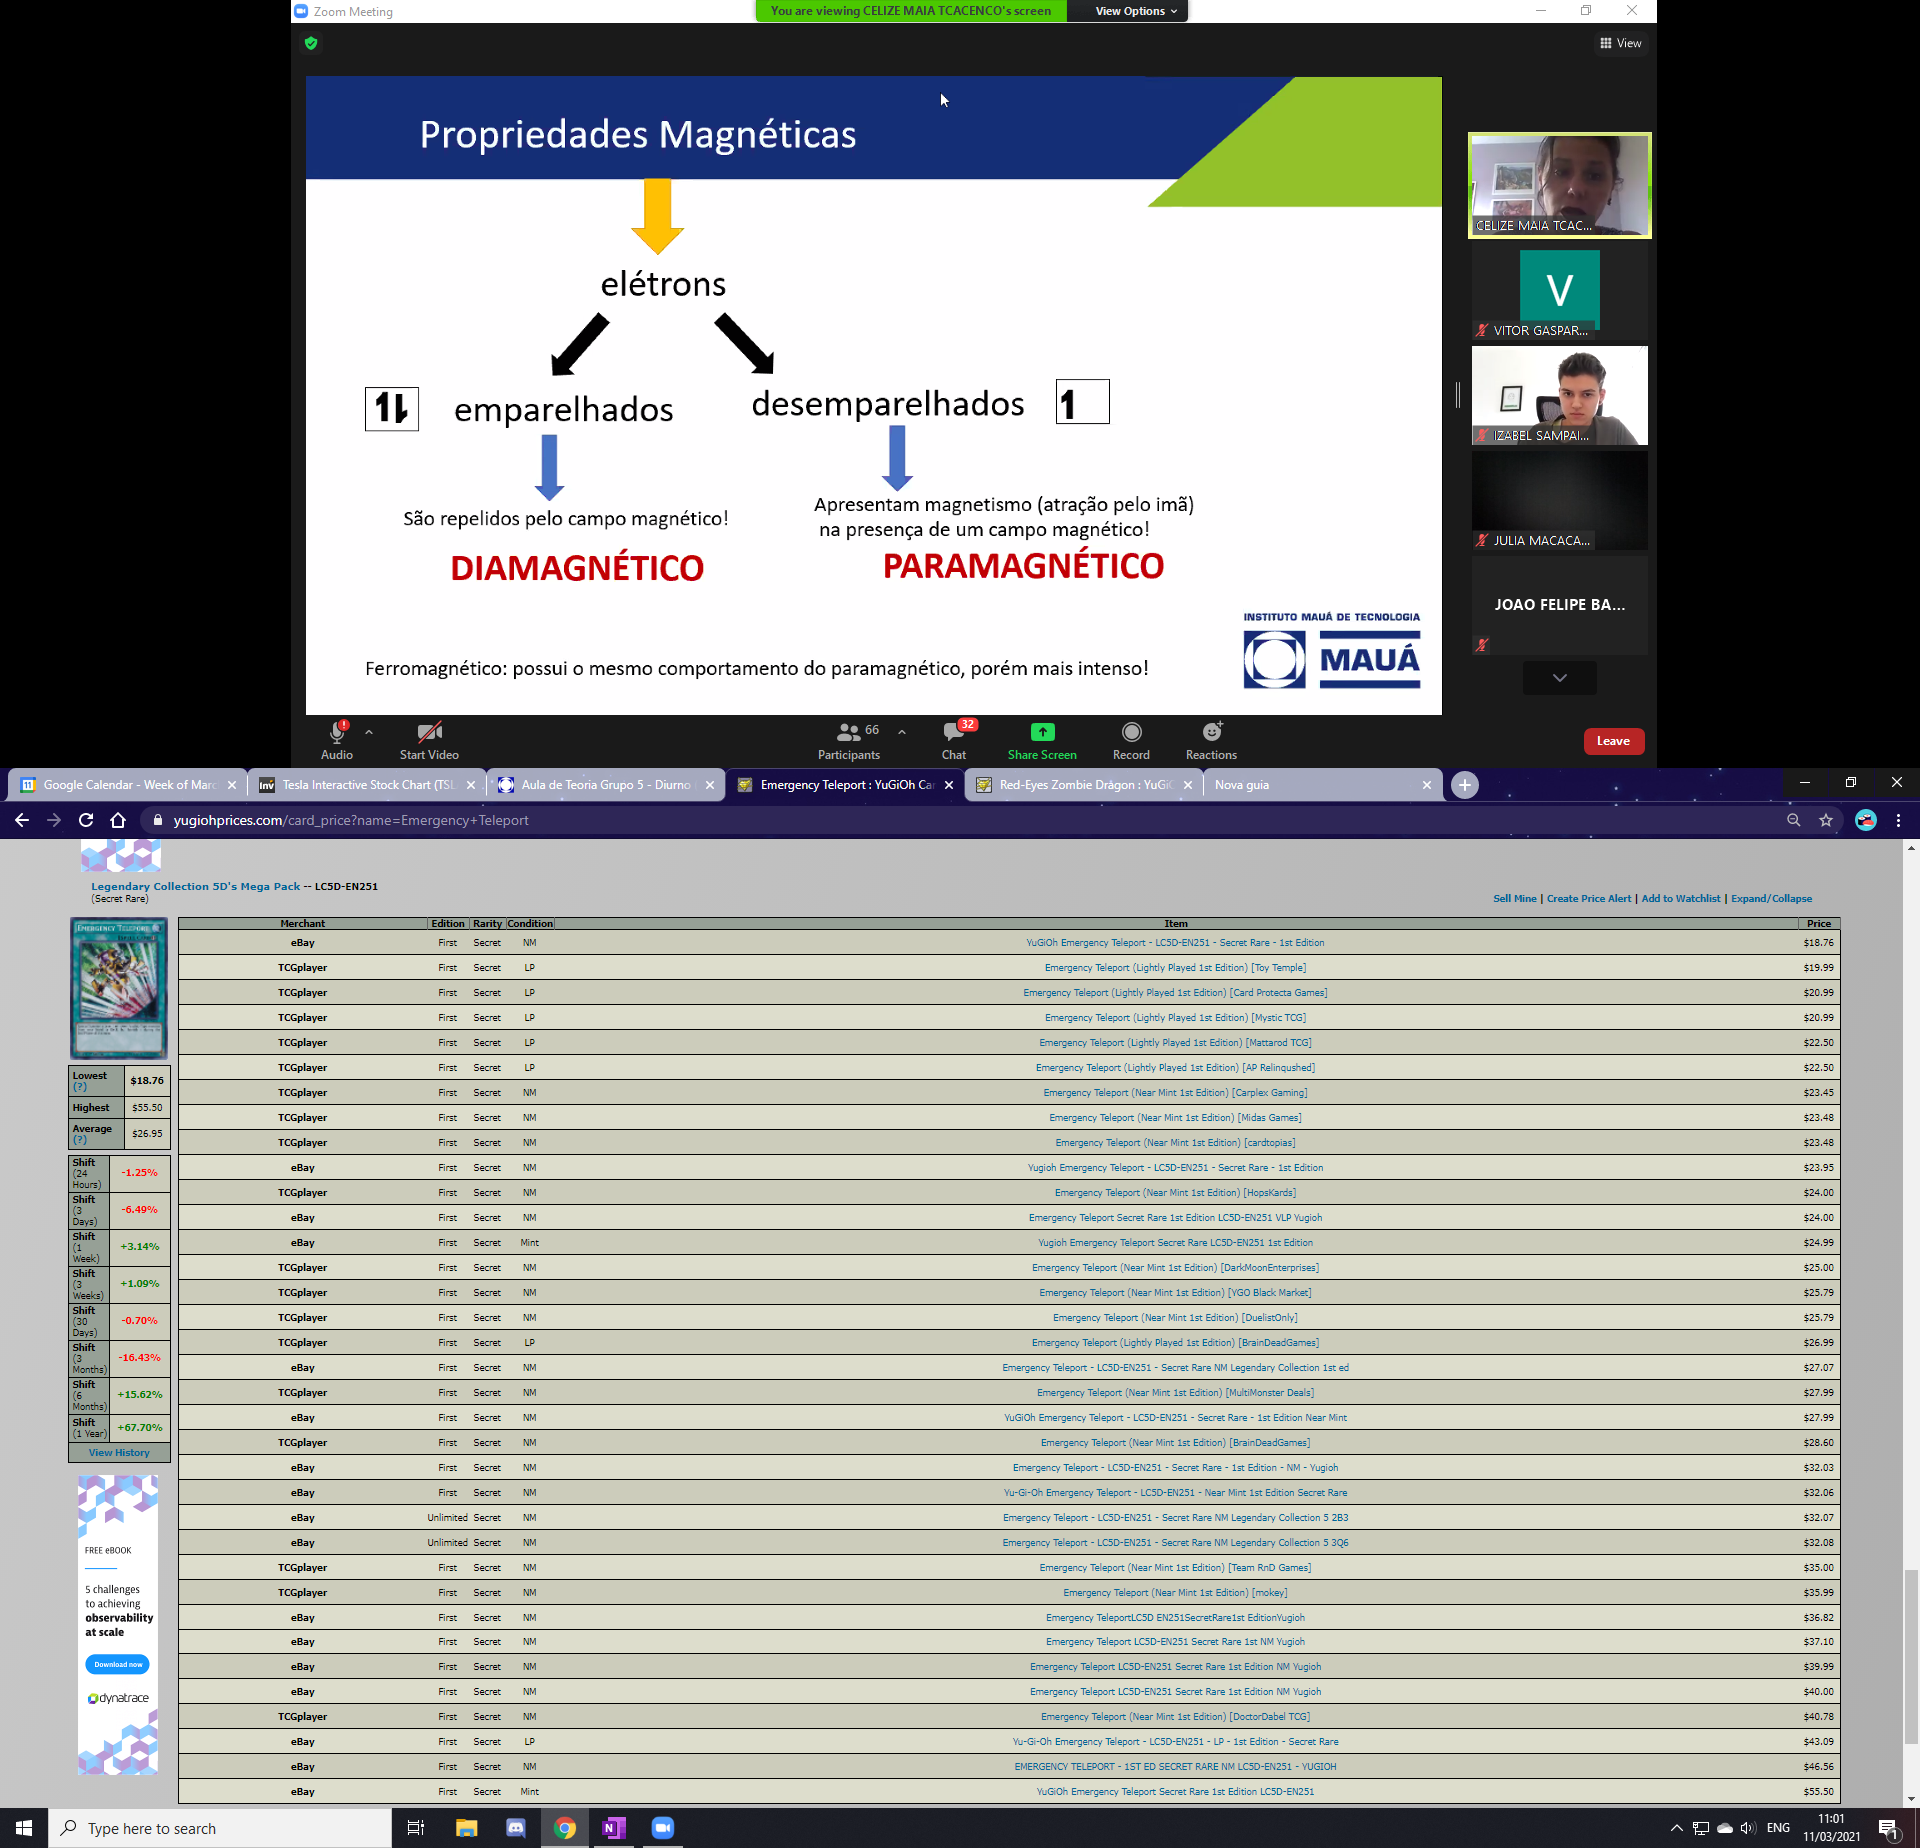 Zoom Meeting
You are viewing CELIZE MAIA TCACENCO's screen
View Options
View
Propriedades Magnéticas
elétrons
emparelhados
desemparelhados
São repelidos pelo campo magnético!
Apresentam magnetismo (atração pelo imã)
na presença de um campo magnético!
DIAMAGNÉTICO
PARAMAGNÉTICO
INSTITUTO MAUÁ DE TECNOLOGIA
MAUÁ
Ferromagnético: possui o mesmo comportamento do paramagnético, porém mais intenso!
CELIZE MAIA TCAC...
V
VITOR GASPAR...
IZABEL SAMPAI...
JULIA MACACA...
JOAO FELIPE BA...
Audio
Start Video
66
Participants
32
Chat
Share Screen
Record
Reactions
Leave
Google Calendar - Week of Marc
Tesla Interactive Stock Chart (TSL
Aula de Teoria Grupo 5 - Diurno
Emergency Teleport : YuGiOh Car
Red-Eyes Zombie Dragon : YuGiO
Nova guia
yugiohprices.com/card_price?name=Emergency+Teleport
Legendary Collection 5D's Mega Pack -- LC5D-EN251
(Secret Rare)
Sell Mine | Create Price Alert | Add to Watchlist | Expand/Collapse
EMERGENCY TELEPORT
Lowest (?) $18.76
Highest $55.50
Average (?) $26.95
Shift (24 Hours) -1.25%
Shift (3 Days) -6.49%
Shift (1 Week) +3.14%
Shift (3 Weeks) +1.09%
Shift (30 Days) -0.70%
Shift (3 Months) -16.43%
Shift (6 Months) +15.62%
Shift (1 Year) +67.70%
View History
Merchant Edition Rarity Condition Item Price
eBay First Secret NM YuGiOh Emergency Teleport - LC5D-EN251 - Secret Rare - 1st Edition $18.76
TCGplayer First Secret LP Emergency Teleport (Lightly Played 1st Edition) [Toy Temple] $19.99
TCGplayer First Secret LP Emergency Teleport (Lightly Played 1st Edition) [Card Protecta Games] $20.99
TCGplayer First Secret LP Emergency Teleport (Lightly Played 1st Edition) [Mystic TCG] $20.99
TCGplayer First Secret LP Emergency Teleport (Lightly Played 1st Edition) [Mattarod TCG] $22.50
TCGplayer First Secret LP Emergency Teleport (Lightly Played 1st Edition) [AP Relinqushed] $22.50
TCGplayer First Secret NM Emergency Teleport (Near Mint 1st Edition) [Carplex Gaming] $23.45
TCGplayer First Secret NM Emergency Teleport (Near Mint 1st Edition) [Midas Games] $23.48
TCGplayer First Secret NM Emergency Teleport (Near Mint 1st Edition) [cardtopias] $23.48
eBay First Secret NM Yugioh Emergency Teleport - LC5D-EN251 - Secret Rare - 1st Edition $23.95
TCGplayer First Secret NM Emergency Teleport (Near Mint 1st Edition) [HopsKards] $24.00
eBay First Secret NM Emergency Teleport Secret Rare 1st Edition LC5D-EN251 VLP Yugioh $24.00
eBay First Secret Mint Yugioh Emergency Teleport Secret Rare LC5D-EN251 1st Edition $24.99
TCGplayer First Secret NM Emergency Teleport (Near Mint 1st Edition) [DarkMoonEnterprises] $25.00
TCGplayer First Secret NM Emergency Teleport (Near Mint 1st Edition) [YGO Black Market] $25.79
TCGplayer First Secret NM Emergency Teleport (Near Mint 1st Edition) [DuelistOnly] $25.79
TCGplayer First Secret LP Emergency Teleport (Lightly Played 1st Edition) [BrainDeadGames] $26.99
eBay First Secret NM Emergency Teleport - LC5D-EN251 - Secret Rare NM Legendary Collection 1st ed $27.07
TCGplayer First Secret NM Emergency Teleport (Near Mint 1st Edition) [MultiMonster Deals] $27.99
eBay First Secret NM YuGiOh Emergency Teleport - LC5D-EN251 - Secret Rare - 1st Edition Near Mint $27.99
TCGplayer First Secret NM Emergency Teleport (Near Mint 1st Edition) [BrainDeadGames] $28.60
eBay First Secret NM Emergency Teleport - LC5D-EN251 - Secret Rare - 1st Edition - NM - Yugioh $32.03
eBay First Secret NM Yu-Gi-Oh Emergency Teleport - LC5D-EN251 - Near Mint 1st Edition Secret Rare $32.06
eBay Unlimited Secret NM Emergency Teleport - LC5D-EN251 - Secret Rare NM Legendary Collection 5 2B3 $32.07
eBay Unlimited Secret NM Emergency Teleport - LC5D-EN251 - Secret Rare NM Legendary Collection 5 3Q6 $32.08
TCGplayer First Secret NM Emergency Teleport (Near Mint 1st Edition) [Team RnD Games] $35.00
TCGplayer First Secret NM Emergency Teleport (Near Mint 1st Edition) [mokey] $35.99
eBay First Secret NM Emergency TeleportLC5D EN251SecretRare1st EditionYugioh $36.82
eBay First Secret NM Emergency Teleport LC5D-EN251 Secret Rare 1st NM Yugioh $37.10
eBay First Secret NM Emergency Teleport LC5D-EN251 Secret Rare 1st Edition NM Yugioh $39.99
eBay First Secret NM Emergency Teleport LC5D-EN251 Secret Rare 1st Edition NM Yugioh $40.00
TCGplayer First Secret NM Emergency Teleport (Near Mint 1st Edition) [DoctorDabel TCG] $40.78
eBay First Secret LP Yu-Gi-Oh Emergency Teleport - LC5D-EN251 - LP - 1st Edition - Secret Rare $43.09
eBay First Secret NM EMERGENCY TELEPORT - 1ST ED SECRET RARE NM LC5D-EN251 - YUGIOH $46.56
eBay First Secret Mint YuGiOh Emergency Teleport Secret Rare 1st Edition LC5D-EN251 $55.50
FREE eBOOK
5 challenges
to achieving
observability
at scale
Download now
dynatrace
Type here to search
ENG
11:01
11/03/2021
1